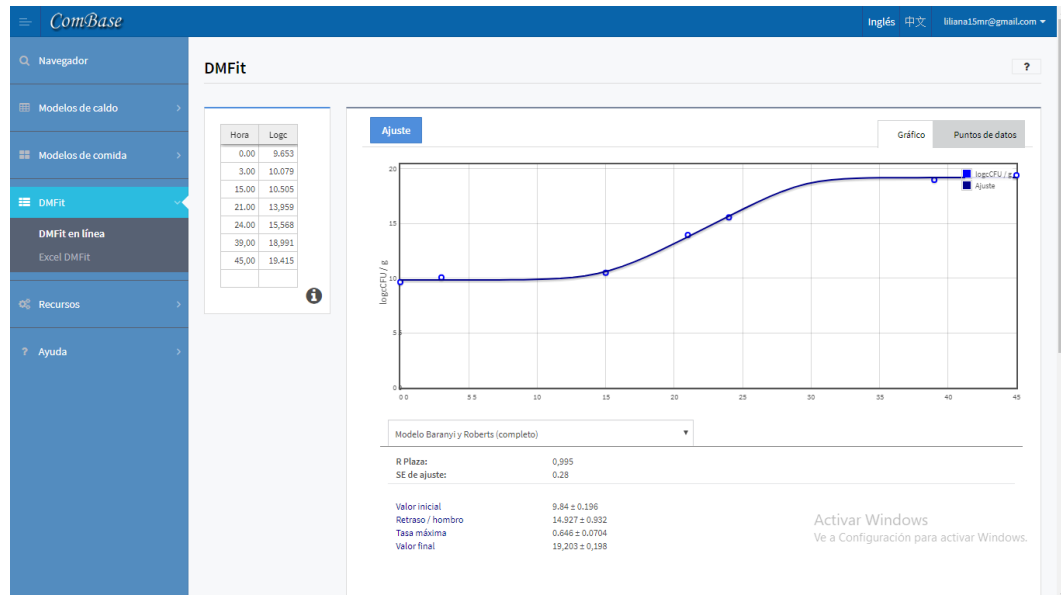 ComBase
Inglés 中文 liliana15mr@gmail.com
Navegador
Modelos de caldo
Modelos de comida
DMFit
DMFit en línea
Excel DMFit
Recursos
Ayuda
DMFit
?
Hora Logc
0.00 9.653
3.00 10.079
15.00 10.505
21.00 13,959
24.00 15,568
39,00 18,991
45,00 19.415
Ajuste
Gráfico Puntos de datos
logcCFU / g
Ajuste
logcCFU / g
20
15
10
5 5
0 0
0 0 5 5 10 15 20 25 30 35 40 45
Modelo Baranyi y Roberts (completo)
R Plaza: 0,995
SE de ajuste: 0.28
Valor inicial 9.84 ± 0.196
Retraso / hombro 14.927 ± 0.932
Tasa máxima 0.646 ± 0.0704
Valor final 19,203 ± 0,198
Activar Windows
Ve a Configuración para activar Windows.